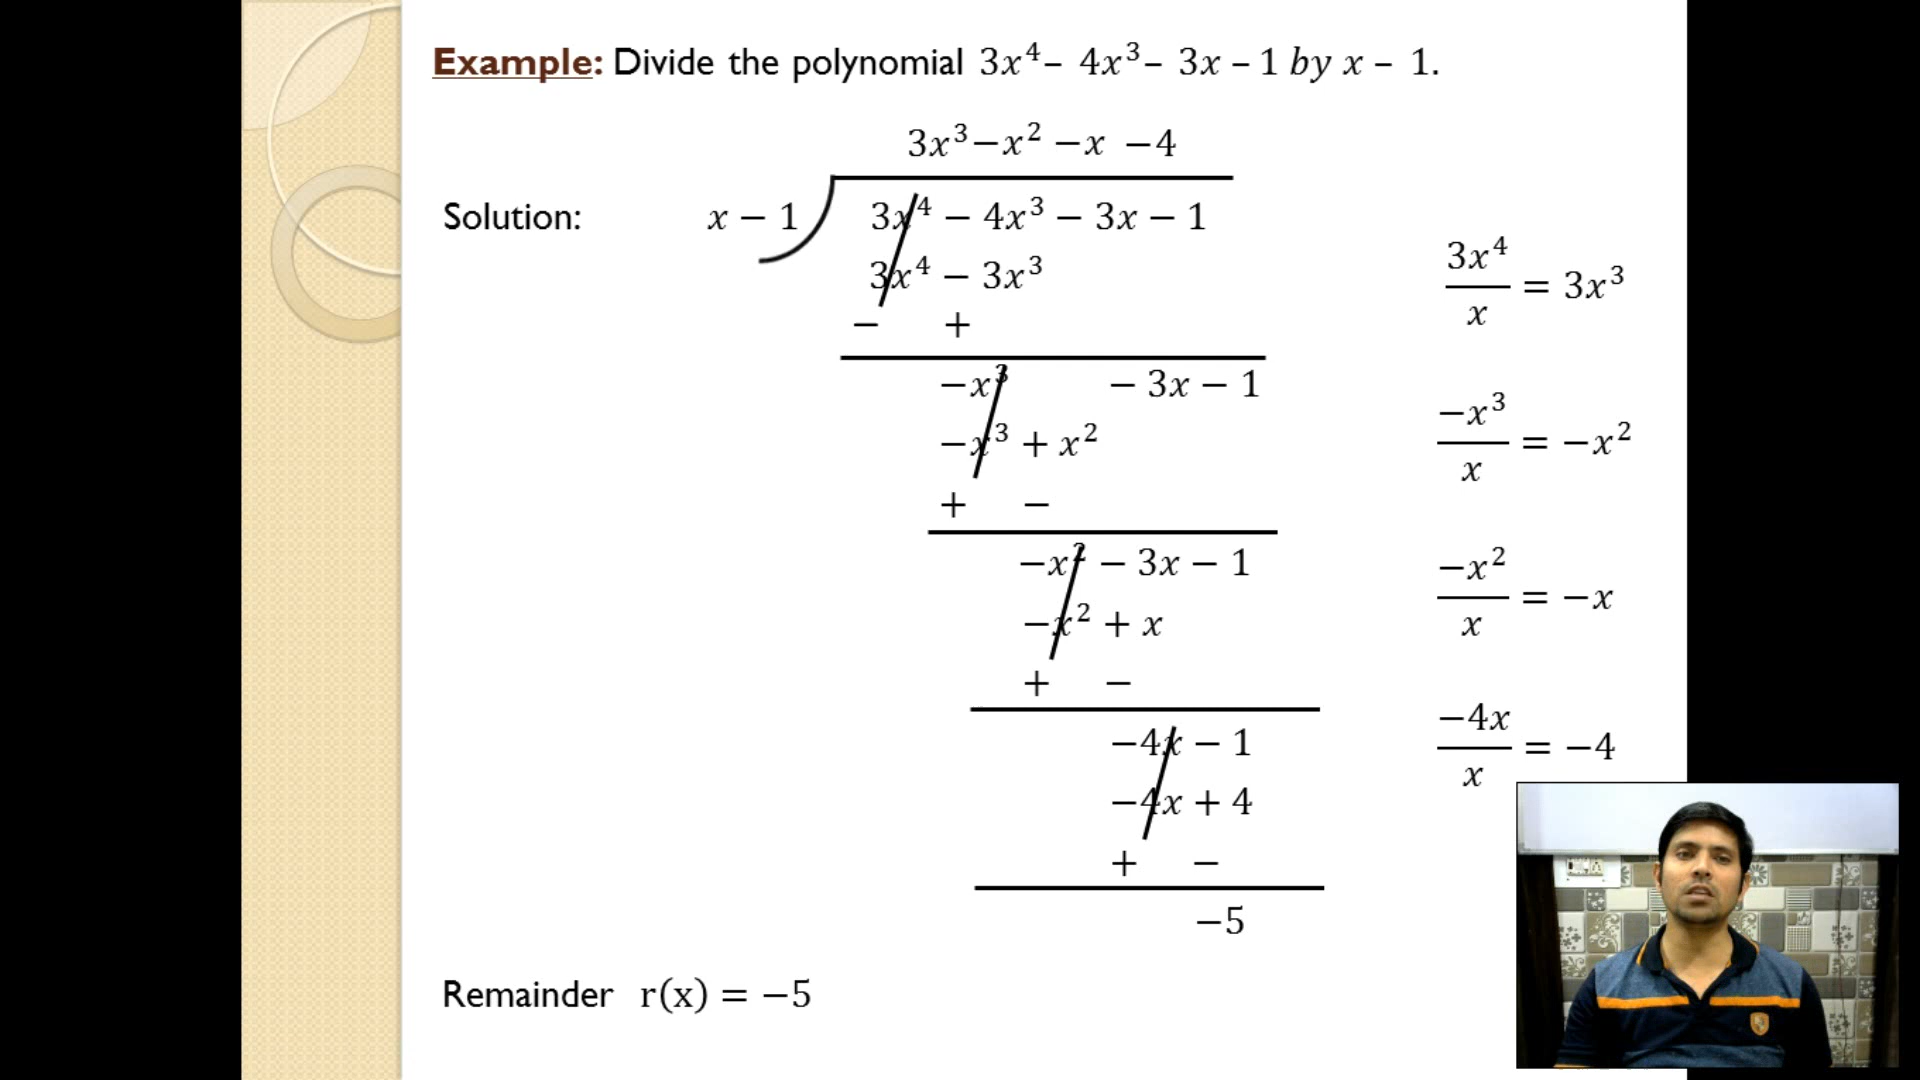 Example: Divide the polynomial 3x⁴– 4x³– 3x – 1 by x – 1.
3x³−x² −x −4
Solution: x − 1 3x⁴ − 4x³ − 3x − 1
3x⁴ − 3x³
− +
−x³ − 3x − 1
−x³ + x²
+ −
−x² − 3x − 1
−x² + x
+ −
−4x − 1
−4x + 4
+ −
−5
3x⁴/x = 3x³
−x³/x = −x²
−x²/x = −x
−4x/x = −4
Remainder r(x) = −5